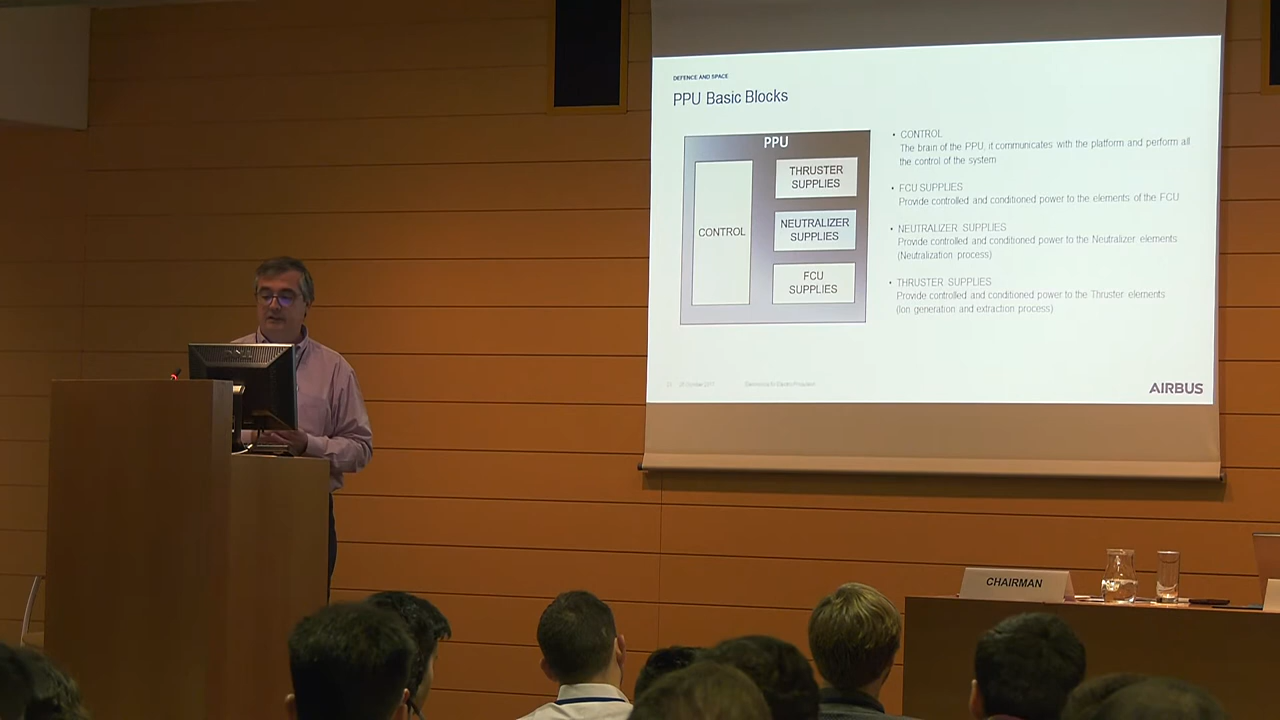 DEFENCE AND SPACE
PPU Basic Blocks
PPU
CONTROL
THRUSTER
SUPPLIES
NEUTRALIZER
SUPPLIES
FCU
SUPPLIES
• CONTROL
The brain of the PPU, it communicates with the platform and perform all
the control of the system
• FCU SUPPLIES
Provide controlled and conditioned power to the elements of the FCU
• NEUTRALIZER SUPPLIES
Provide controlled and conditioned power to the Neutralizer elements
(Neutralization process)
• THRUSTER SUPPLIES
Provide controlled and conditioned power to the Thruster elements
(Ion generation and extraction process)
AIRBUS
CHAIRMAN